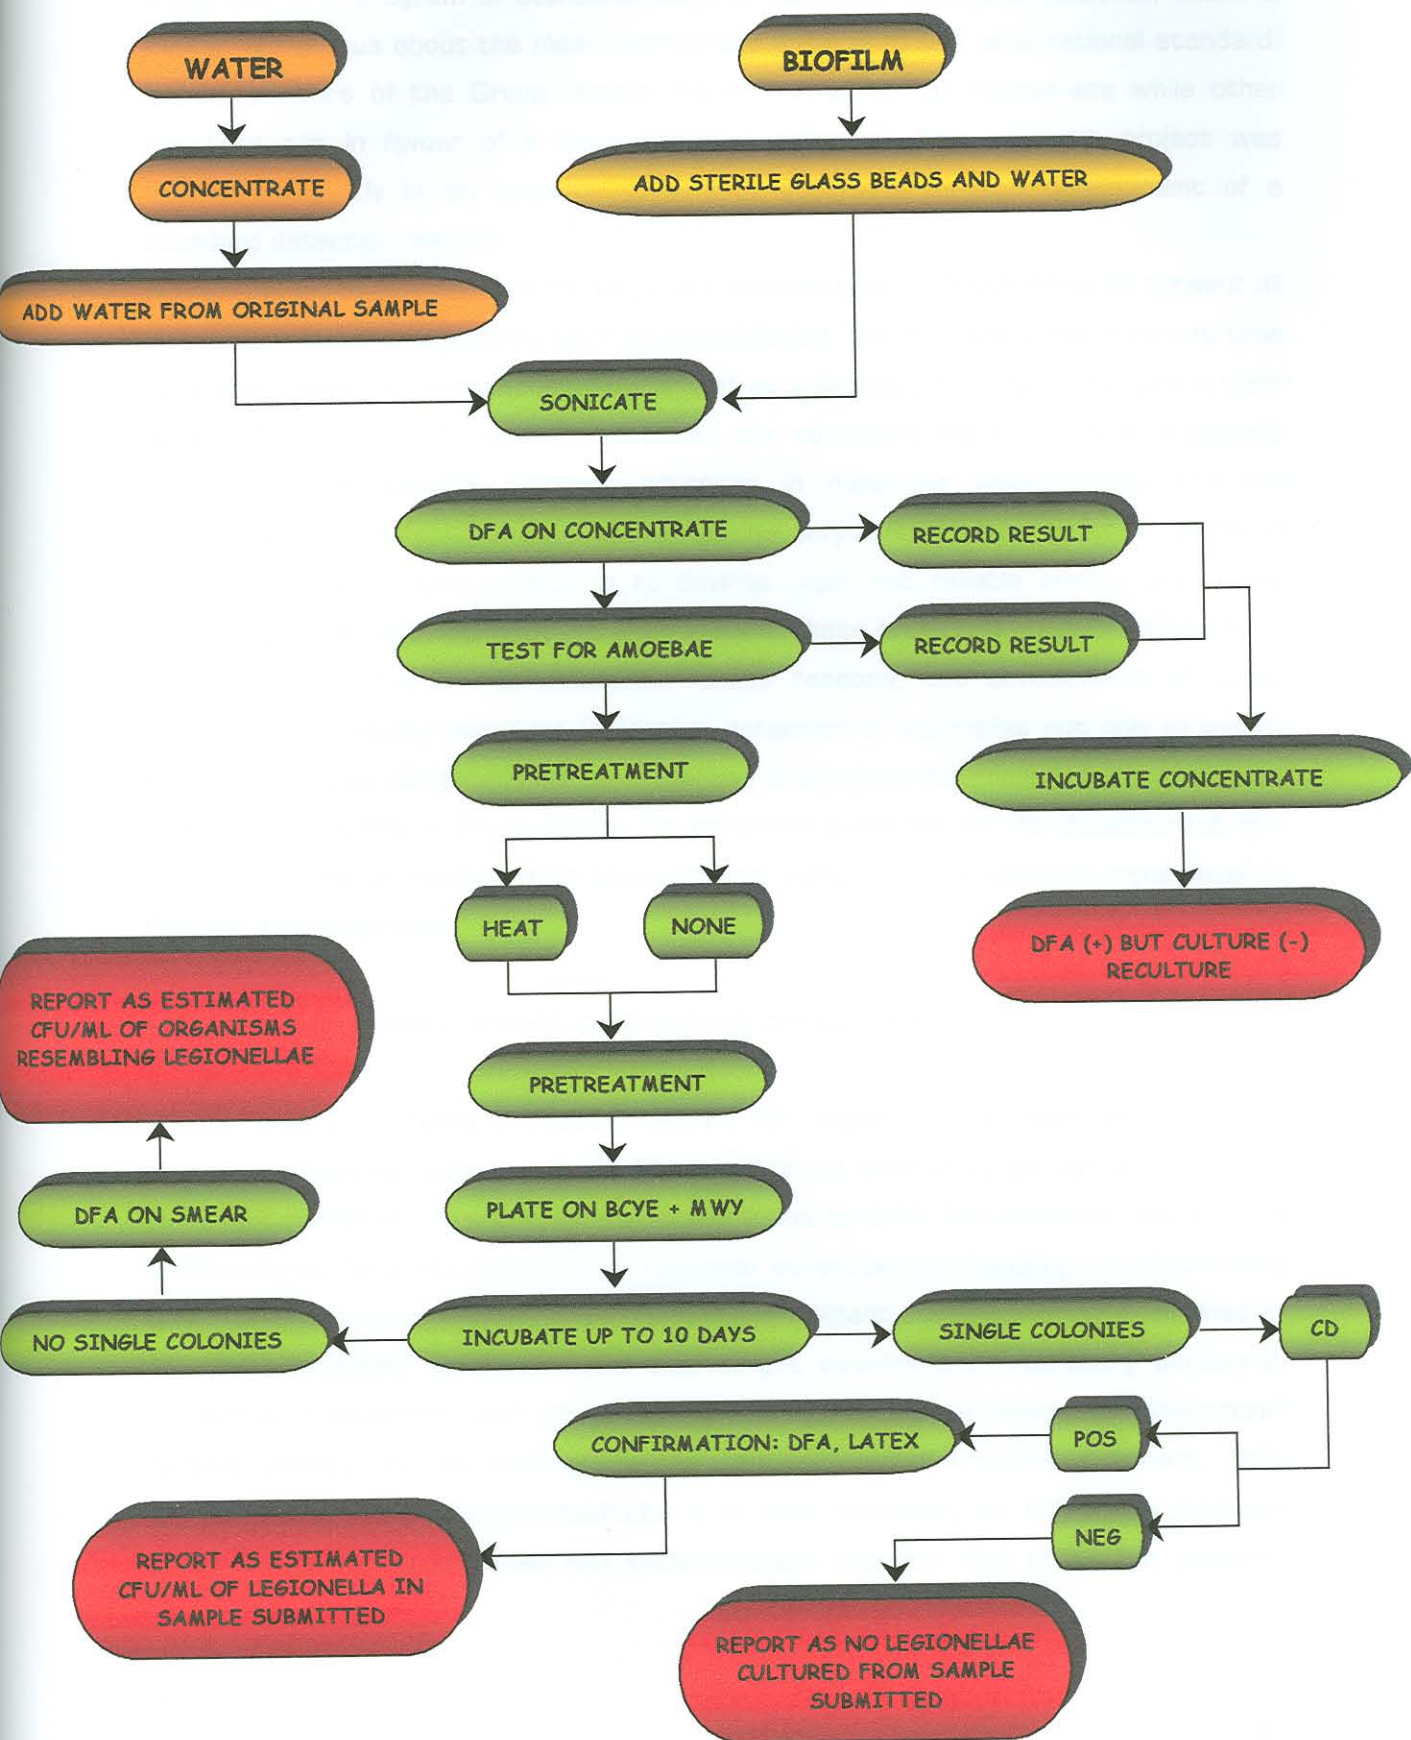 WATER
BIOFILM
CONCENTRATE
ADD STERILE GLASS BEADS AND WATER
ADD WATER FROM ORIGINAL SAMPLE
SONICATE
DFA ON CONCENTRATE
RECORD RESULT
TEST FOR AMOEBAE
RECORD RESULT
PRETREATMENT
INCUBATE CONCENTRATE
HEAT
NONE
DFA (+) BUT CULTURE (-)
RECULTURE
REPORT AS ESTIMATED
CFU/ML OF ORGANISMS
RESEMBLING LEGIONELLAE
PRETREATMENT
DFA ON SMEAR
PLATE ON BCYE + MWY
NO SINGLE COLONIES
INCUBATE UP TO 10 DAYS
SINGLE COLONIES
CD
CONFIRMATION: DFA, LATEX
POS
NEG
REPORT AS ESTIMATED
CFU/ML OF LEGIONELLA IN
SAMPLE SUBMITTED
REPORT AS NO LEGIONELLAE
CULTURED FROM SAMPLE
SUBMITTED